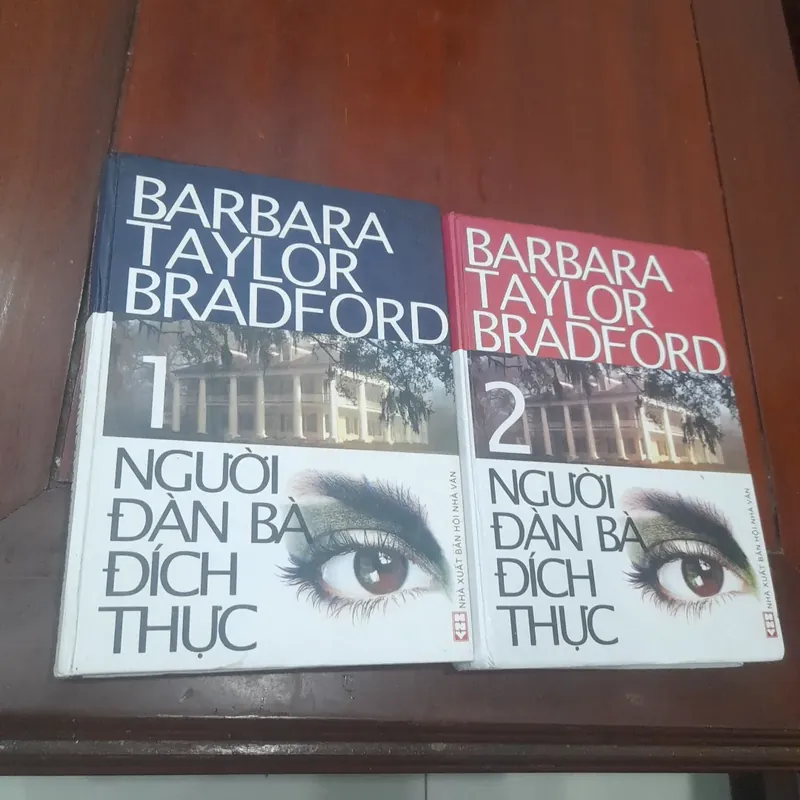 BARBARA
TAYLOR
BRADFORD
1
NGƯỜI
ĐÀN BÀ
ĐÍCH
THỰC
NHÀ XUẤT BẢN HỘI NHÀ VĂN
BARBARA
TAYLOR
BRADFORD
2
NGƯỜI
ĐÀN BÀ
ĐÍCH
THỰC
NHÀ XUẤT BẢN HỘI NHÀ VĂN